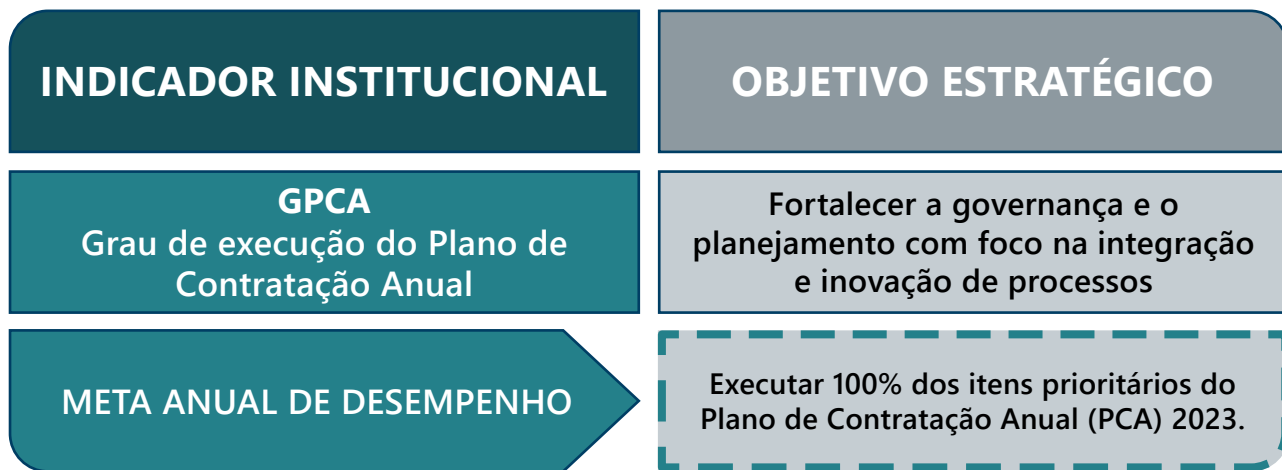 INDICADOR INSTITUCIONAL
OBJETIVO ESTRATÉGICO
GPCA
Grau de execução do Plano de
Contratação Anual
Fortalecer a governança e o
planejamento com foco na integração
e inovação de processos
META ANUAL DE DESEMPENHO
Executar 100% dos itens prioritários do
Plano de Contratação Anual (PCA) 2023.